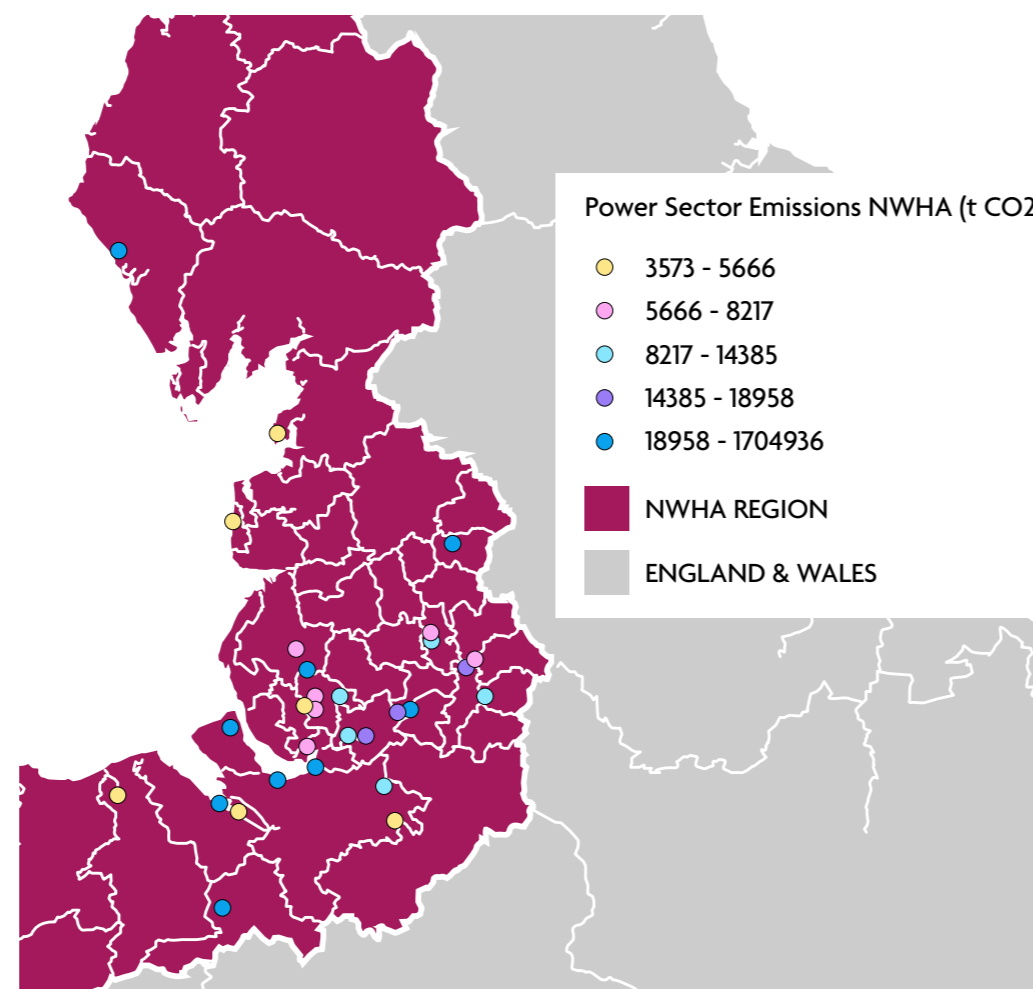 Power Sector Emissions NWHA (t CO2
3573 - 5666
5666 - 8217
8217 - 14385
14385 - 18958
18958 - 1704936
NWHA REGION
ENGLAND & WALES